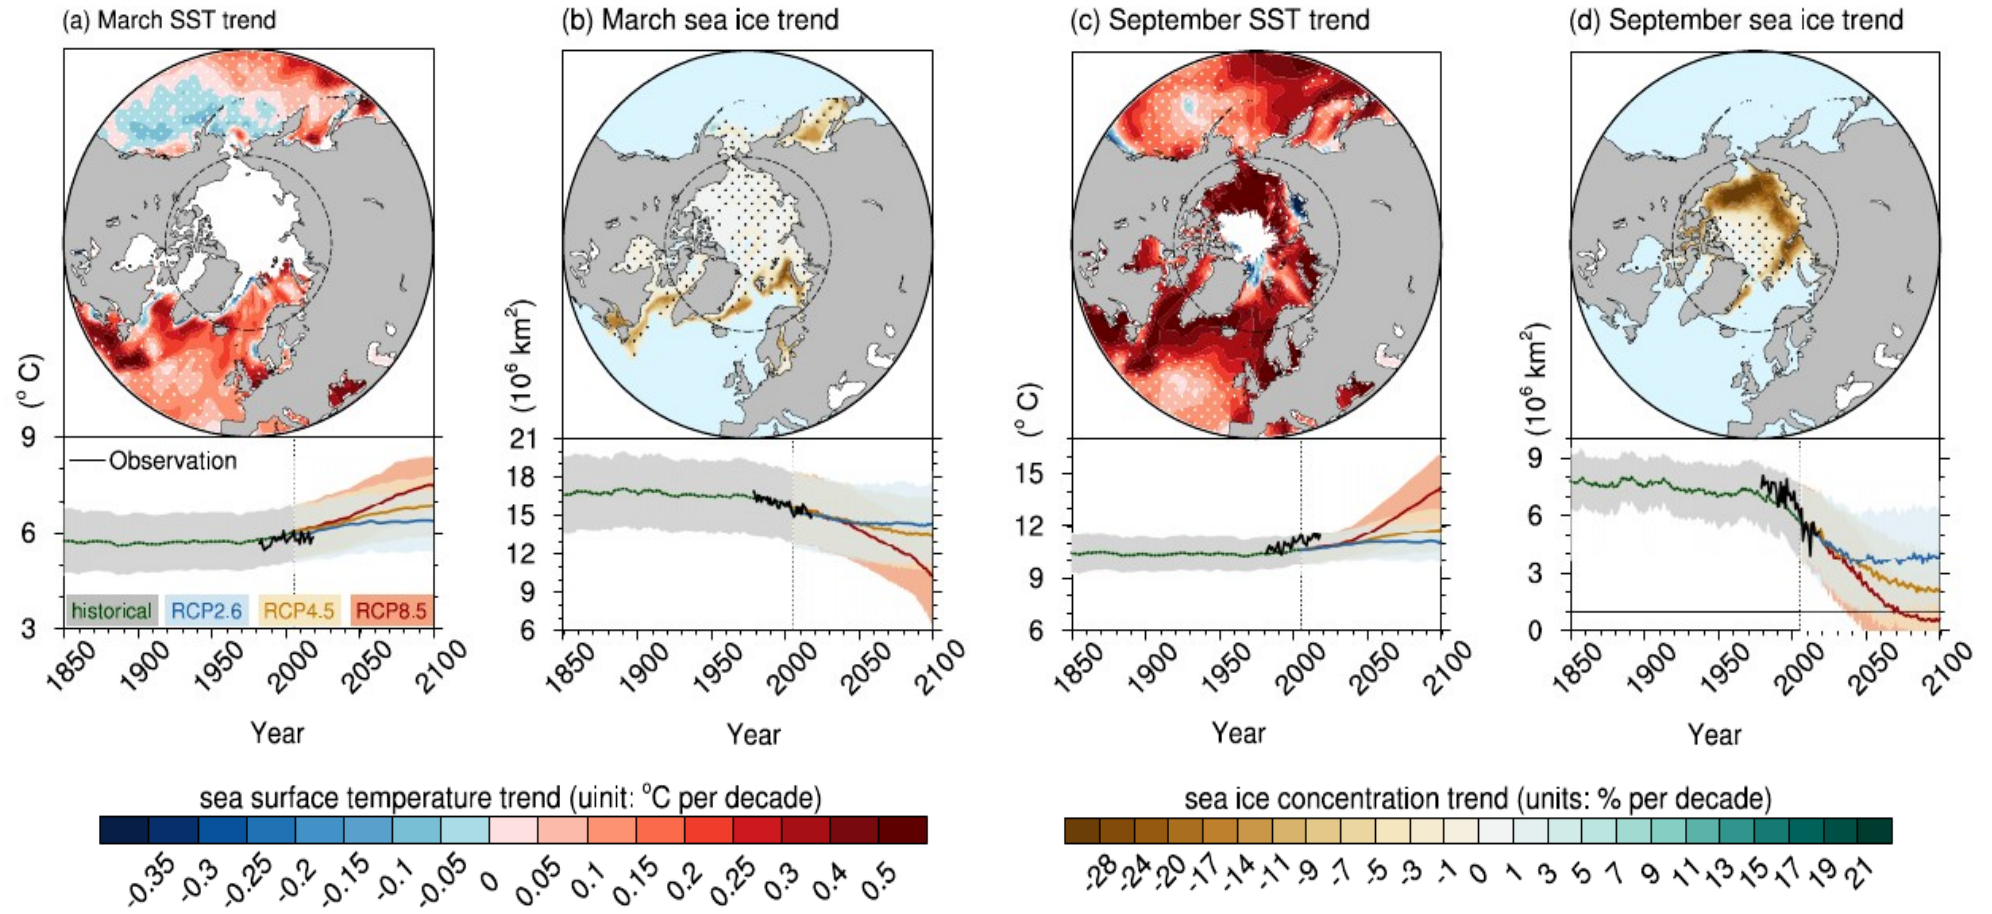 (a) March SST trend
(b) March sea ice trend
(c) September SST trend
(d) September sea ice trend
(° C)
9
6
3
Observation
historical
RCP2.6
RCP4.5
RCP8.5
1850
1900
1950
2000
2050
2100
Year
(10⁶ km²)
21
18
15
12
9
6
1850
1900
1950
2000
2050
2100
Year
(° C)
15
12
9
6
1850
1900
1950
2000
2050
2100
Year
(10⁶ km²)
9
6
3
0
1850
1900
1950
2000
2050
2100
Year
sea surface temperature trend (uinit: °C per decade)
-0.35 -0.3 -0.25 -0.2 -0.15 -0.1 -0.05 0 0.05 0.1 0.15 0.2 0.25 0.3 0.4 0.5
sea ice concentration trend (units: % per decade)
-28 -24 -20 -17 -14 -11 -9 -7 -5 -3 -1 0 1 3 5 7 9 11 13 15 17 19 21